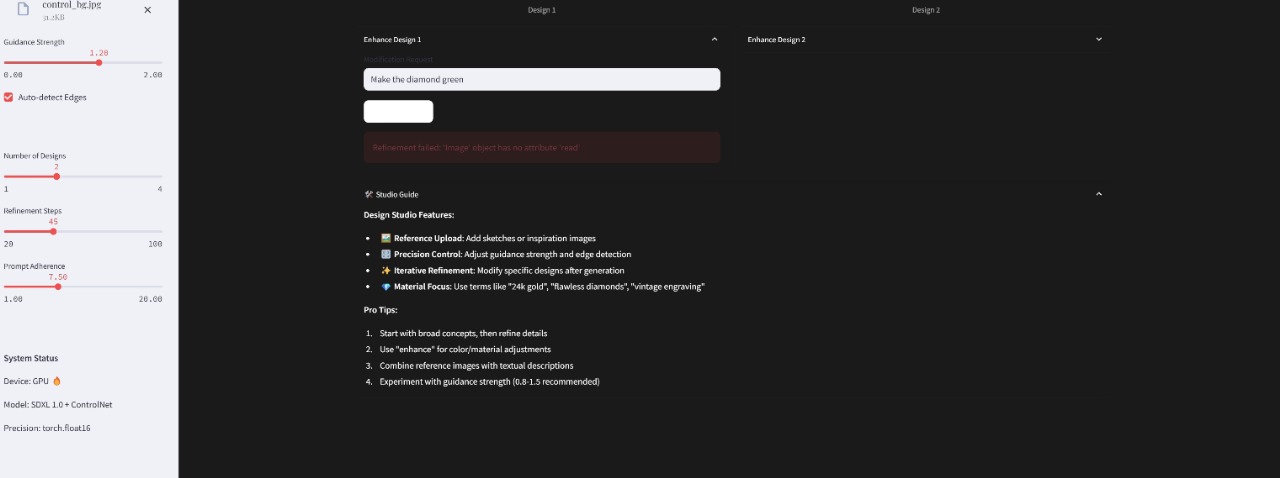 control_bg.jpg
31.2KB
Guidance Strength
1.20
0.00 2.00
Auto-detect Edges
Number of Designs
2
1 4
Refinement Steps
45
20 100
Prompt Adherence
7.50
1.00 20.00
System Status
Device: GPU 🔥
Model: SDXL 1.0 + ControlNet
Precision: torch.float16
Design 1
Design 2
Enhance Design 1
Enhance Design 2
Modification Request
Make the diamond green
Refinement failed: 'Image' object has no attribute 'read'
🛠️ Studio Guide
Design Studio Features:
• 🖼️ Reference Upload: Add sketches or inspiration images
• 🎛️ Precision Control: Adjust guidance strength and edge detection
• ✨ Iterative Refinement: Modify specific designs after generation
• 💎 Material Focus: Use terms like "24k gold", "flawless diamonds", "vintage engraving"
Pro Tips:
1. Start with broad concepts, then refine details
2. Use "enhance" for color/material adjustments
3. Combine reference images with textual descriptions
4. Experiment with guidance strength (0.8-1.5 recommended)